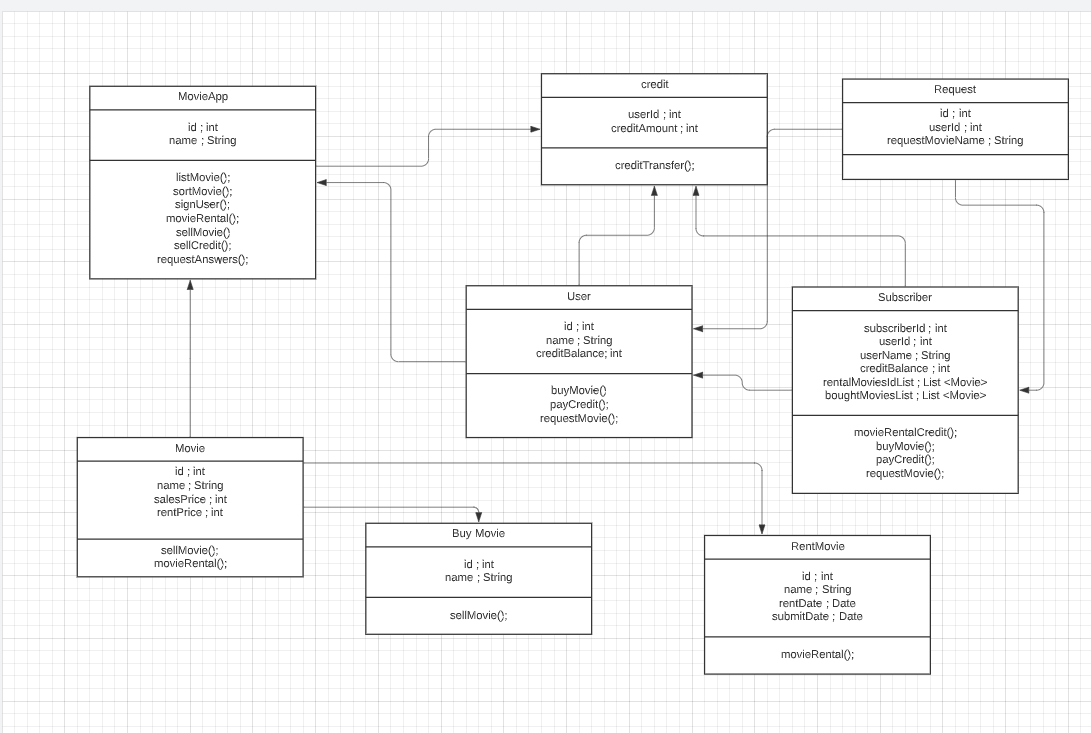 MovieApp
id ; int
name ; String
listMovie();
sortMovie();
signUser();
movieRental();
sellMovie()
sellCredit();
requestAnswers();
credit
userId ; int
creditAmount ; int
creditTransfer();
Request
id ; int
userId ; int
requestMovieName ; String
User
id ; int
name ; String
creditBalance; int
buyMovie()
payCredit();
requestMovie();
Subscriber
subscriberId ; int
userId ; int
userName ; String
creditBalance ; int
rentalMoviesIdList ; List <Movie>
boughtMoviesList ; List <Movie>
movieRentalCredit();
buyMovie();
payCredit();
requestMovie();
Movie
id ; int
name ; String
salesPrice ; int
rentPrice ; int
sellMovie();
movieRental();
Buy Movie
id ; int
name ; String
sellMovie();
RentMovie
id ; int
name ; String
rentDate ; Date
submitDate ; Date
movieRental();